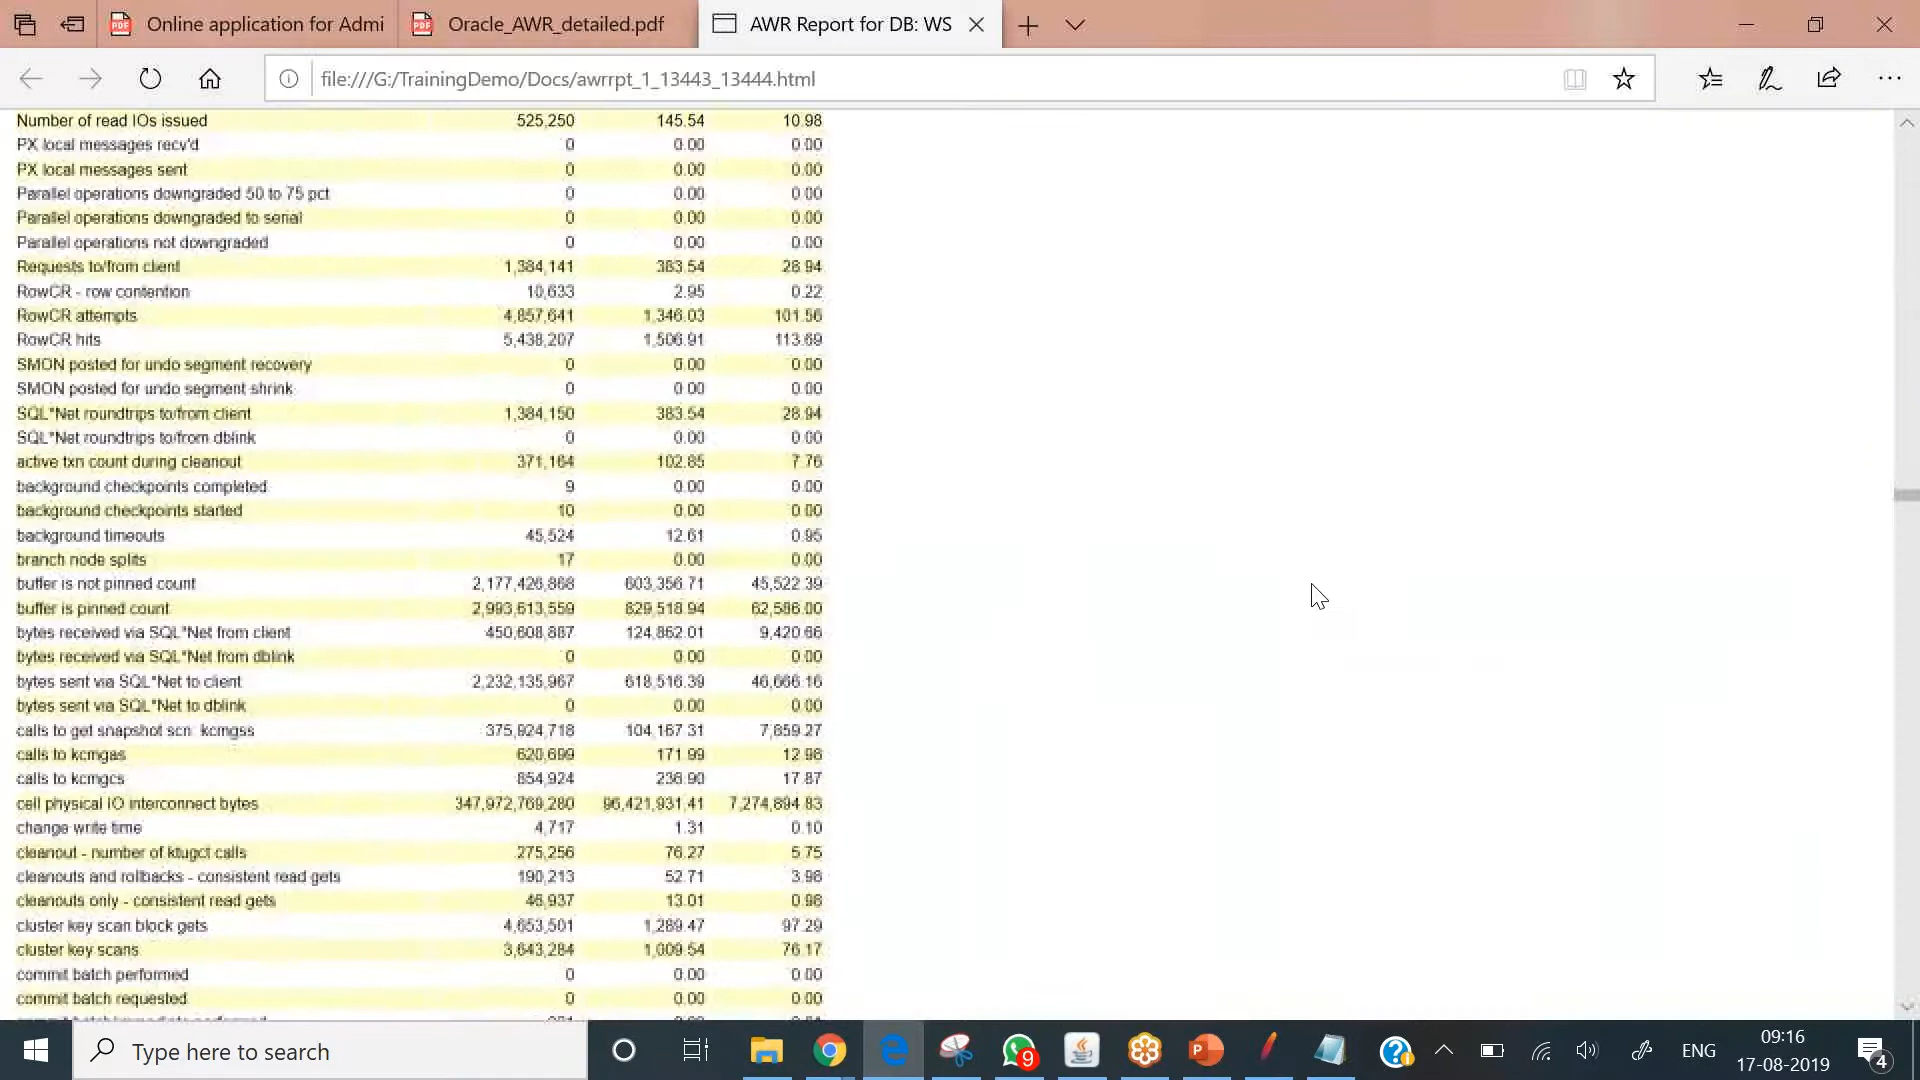 Online application for Admi
Oracle_AWR_detailed.pdf
AWR Report for DB: WS
file:///G:/TrainingDemo/Docs/awrrpt_1_13443_13444.html
Number of read IOs issued 525,250 145.54 10.98
PX local messages recv'd 0 0.00 0.00
PX local messages sent 0 0.00 0.00
Parallel operations downgraded 50 to 75 pct 0 0.00 0.00
Parallel operations downgraded to serial 0 0.00 0.00
Parallel operations not downgraded 0 0.00 0.00
Requests to/from client 1,384,141 383.54 28.94
RowCR - row contention 10,633 2.95 0.22
RowCR attempts 4,857,641 1,346.03 101.56
RowCR hits 5,438,207 1,506.91 113.69
SMON posted for undo segment recovery 0 0.00 0.00
SMON posted for undo segment shrink 0 0.00 0.00
SQL*Net roundtrips to/from client 1,384,150 383.54 28.94
SQL*Net roundtrips to/from dblink 0 0.00 0.00
active txn count during cleanout 371,164 102.85 7.76
background checkpoints completed 9 0.00 0.00
background checkpoints started 10 0.00 0.00
background timeouts 45,524 12.61 0.95
branch node splits 17 0.00 0.00
buffer is not pinned count 2,177,426,868 603,356.71 45,522.39
buffer is pinned count 2,993,613,559 829,518.94 62,586.00
bytes received via SQL*Net from client 450,608,887 124,862.01 9,420.66
bytes received via SQL*Net from dblink 0 0.00 0.00
bytes sent via SQL*Net to client 2,232,135,967 618,516.39 46,666.16
bytes sent via SQL*Net to dblink 0 0.00 0.00
calls to get snapshot scn: kcmgss 375,924,718 104,167.31 7,859.27
calls to kcmgas 620,699 171.99 12.98
calls to kcmgcs 854,924 236.90 17.87
cell physical IO interconnect bytes 347,972,769,280 96,421,931.41 7,274,894.83
change write time 4,717 1.31 0.10
cleanout - number of ktugct calls 275,256 76.27 5.75
cleanouts and rollbacks - consistent read gets 190,213 52.71 3.98
cleanouts only - consistent read gets 46,937 13.01 0.98
cluster key scan block gets 4,653,501 1,289.47 97.29
cluster key scans 3,643,284 1,009.54 76.17
commit batch performed 0 0.00 0.00
commit batch requested 0 0.00 0.00
Type here to search
9
ENG
09:16
17-08-2019
4